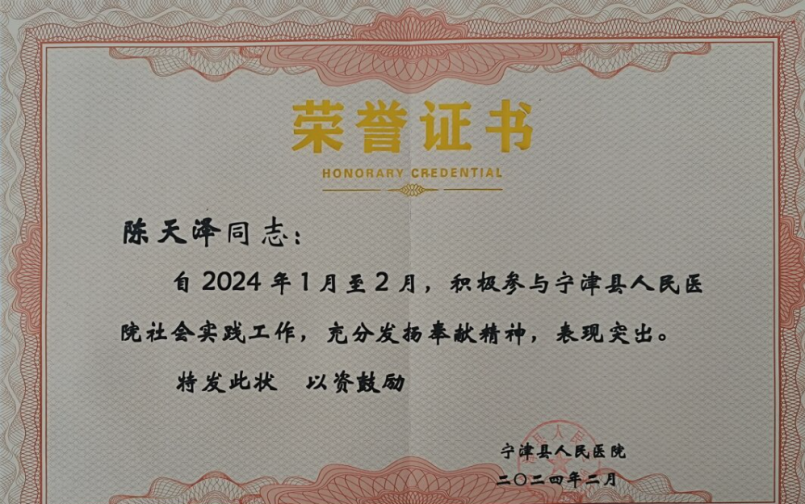 荣誉证书
HONORARY CREDENTIAL
陈天泽同志：
自2024年1月至2月，积极参与宁津县人民医
院社会实践工作，充分发扬奉献精神，表现突出。
特发此状 以资鼓励
宁津县人民医院
二〇二四年二月